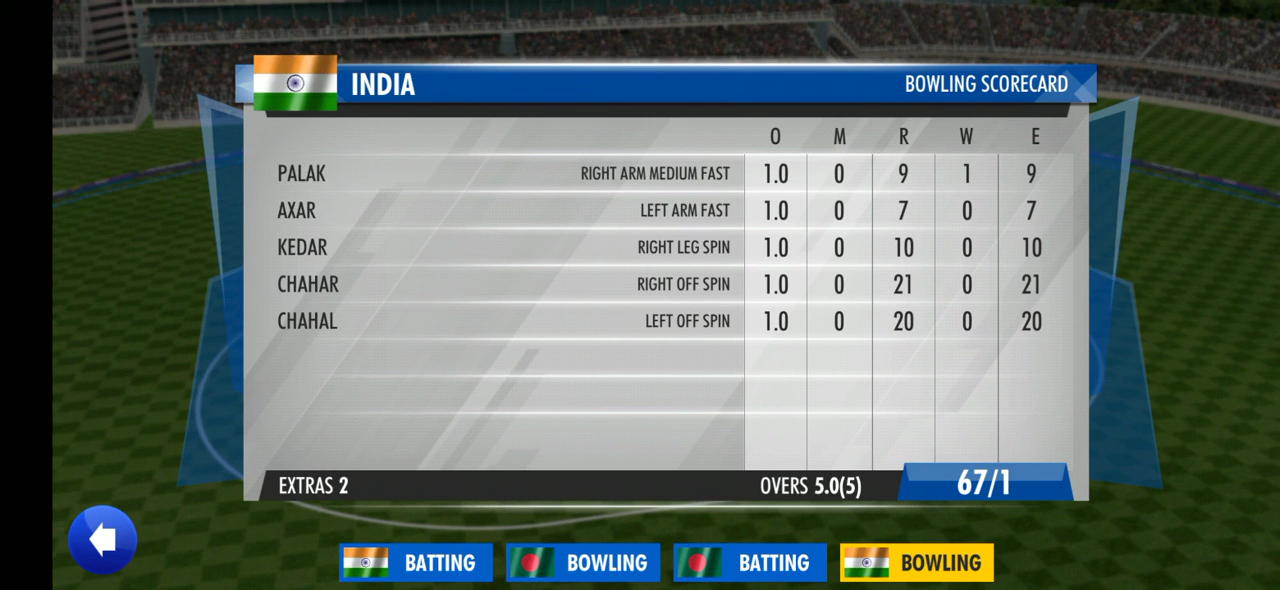 INDIA BOWLING SCORECARD
O M R W E
PALAK RIGHT ARM MEDIUM FAST 1.0 0 9 1 9
AXAR LEFT ARM FAST 1.0 0 7 0 7
KEDAR RIGHT LEG SPIN 1.0 0 10 0 10
CHAHAR RIGHT OFF SPIN 1.0 0 21 0 21
CHAHAL LEFT OFF SPIN 1.0 0 20 0 20
EXTRAS 2 OVERS 5.0(5) 67/1
BATTING BOWLING BATTING BOWLING